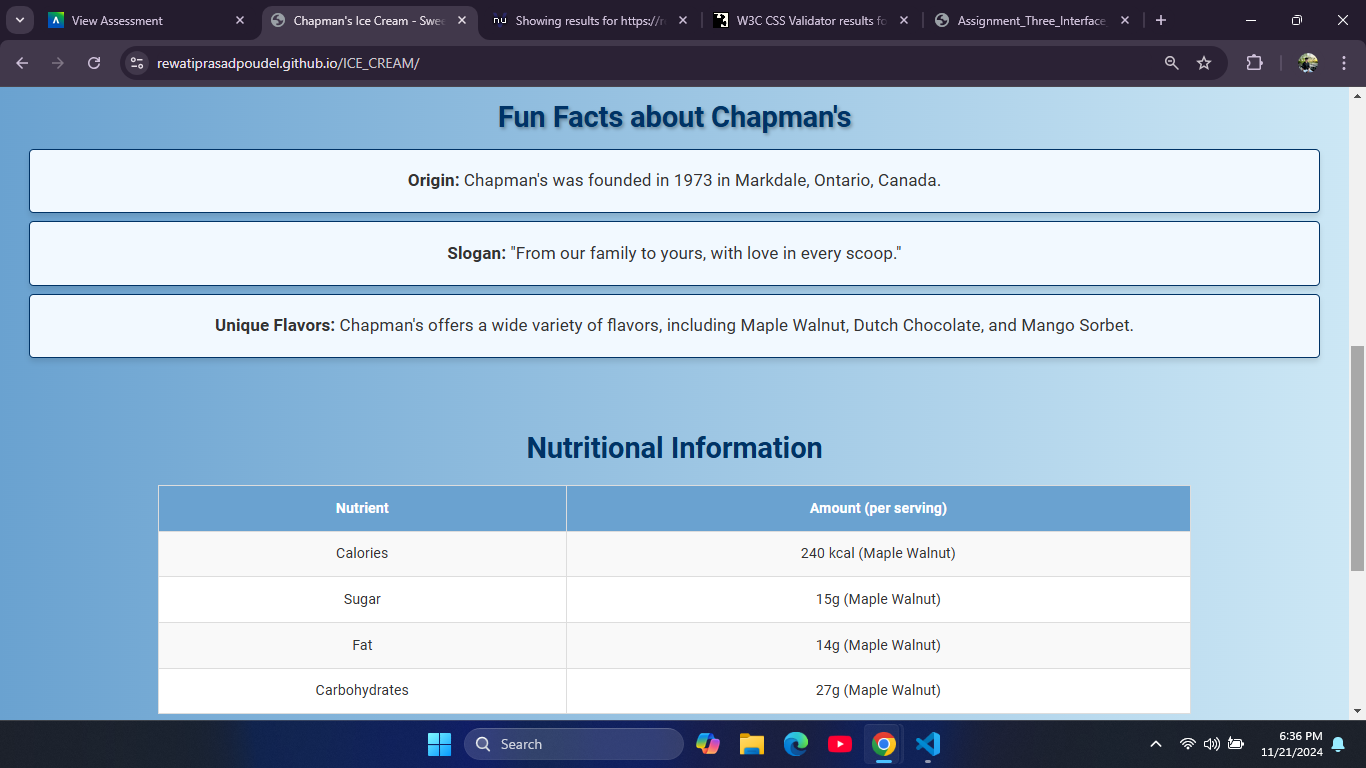 View Assessment
Chapman's Ice Cream - Swee
Showing results for https://r
W3C CSS Validator results fo
Assignment_Three_Interface_
rewatiprasadpoudel.github.io/ICE_CREAM/
Fun Facts about Chapman's
Origin: Chapman's was founded in 1973 in Markdale, Ontario, Canada.
Slogan: "From our family to yours, with love in every scoop."
Unique Flavors: Chapman's offers a wide variety of flavors, including Maple Walnut, Dutch Chocolate, and Mango Sorbet.
Nutritional Information
Nutrient Amount (per serving)
Calories 240 kcal (Maple Walnut)
Sugar 15g (Maple Walnut)
Fat 14g (Maple Walnut)
Carbohydrates 27g (Maple Walnut)
Search
6:36 PM
11/21/2024